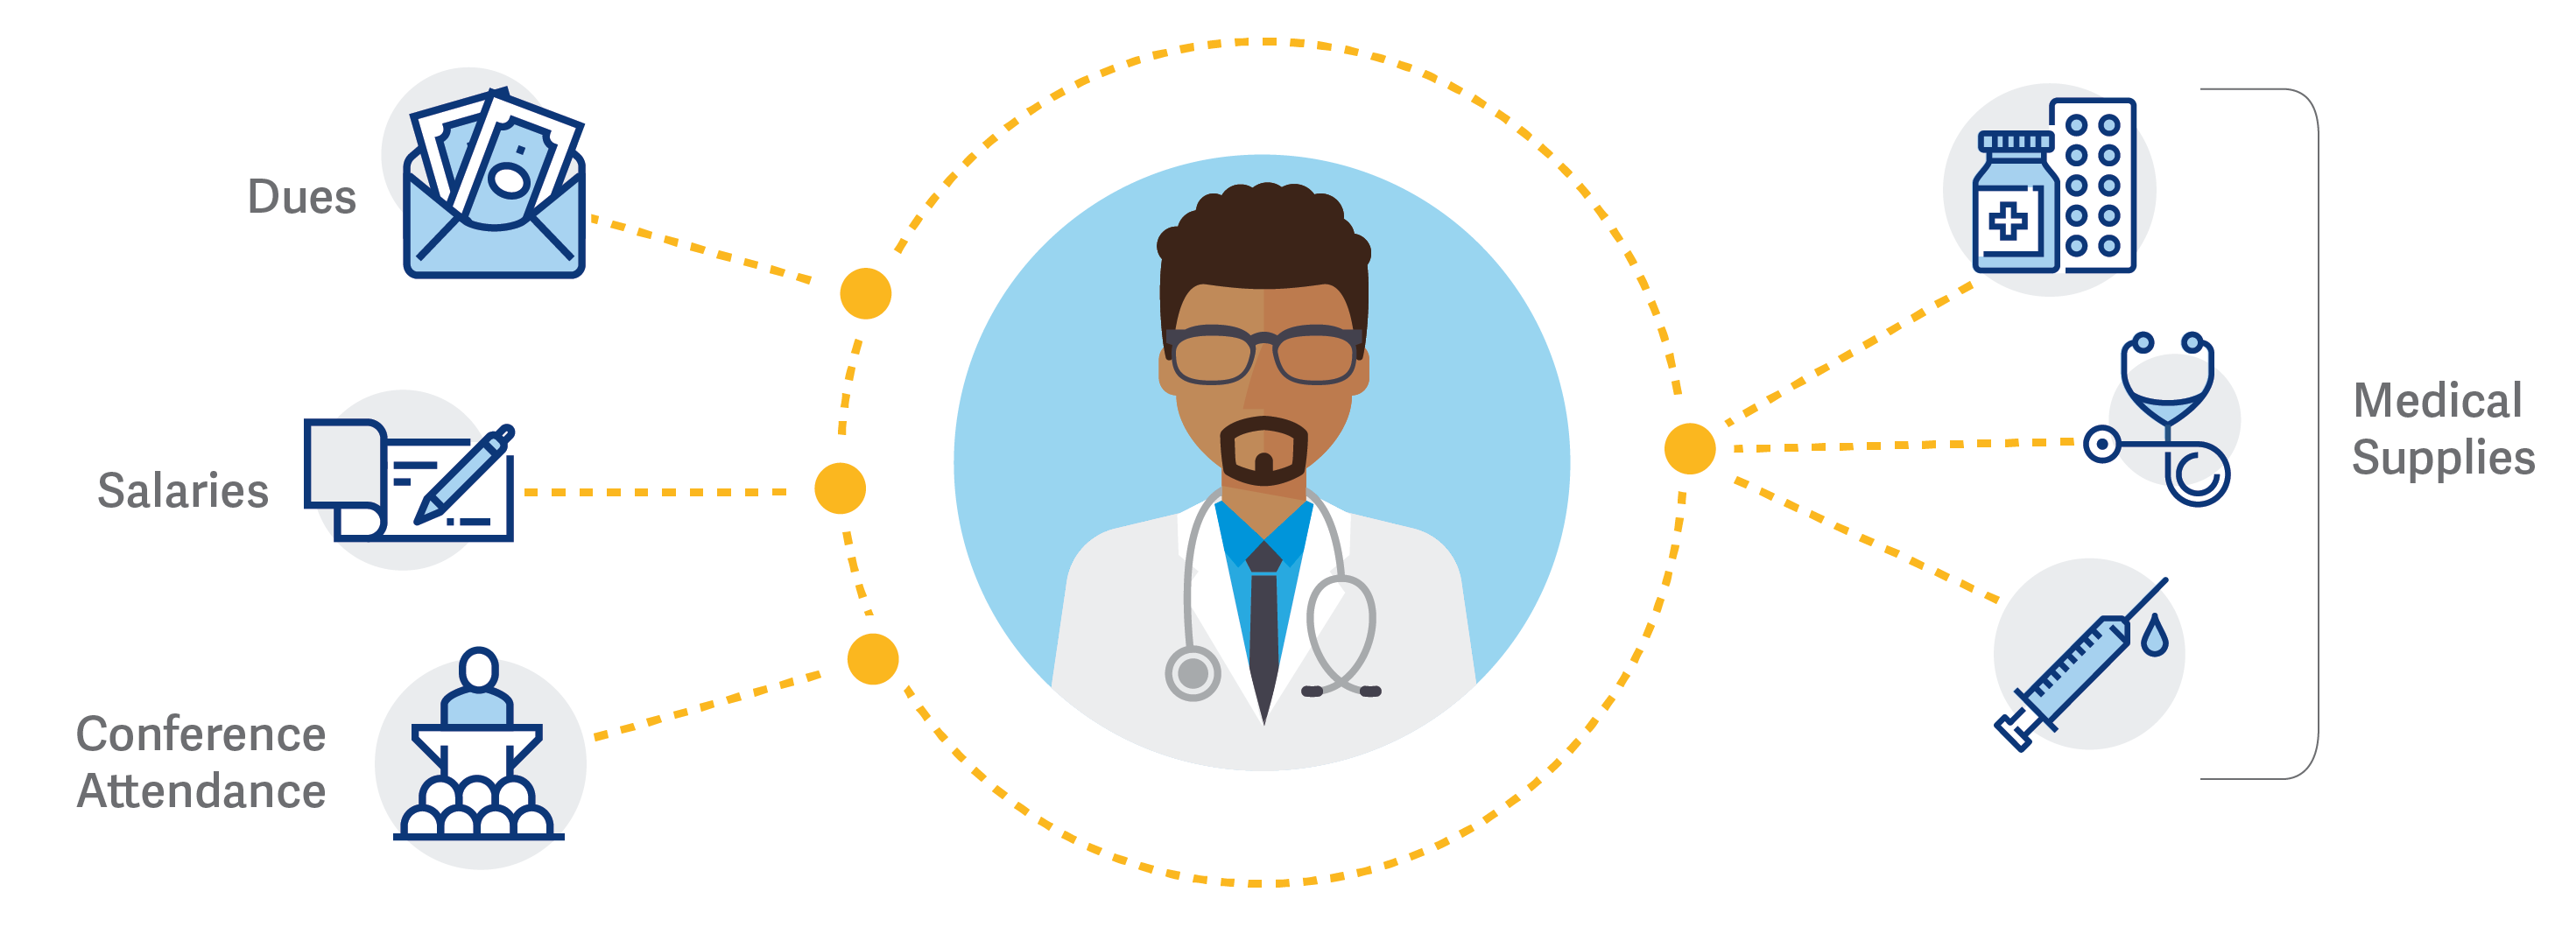 Dues
Salaries
Conference
Attendance
Medical
Supplies